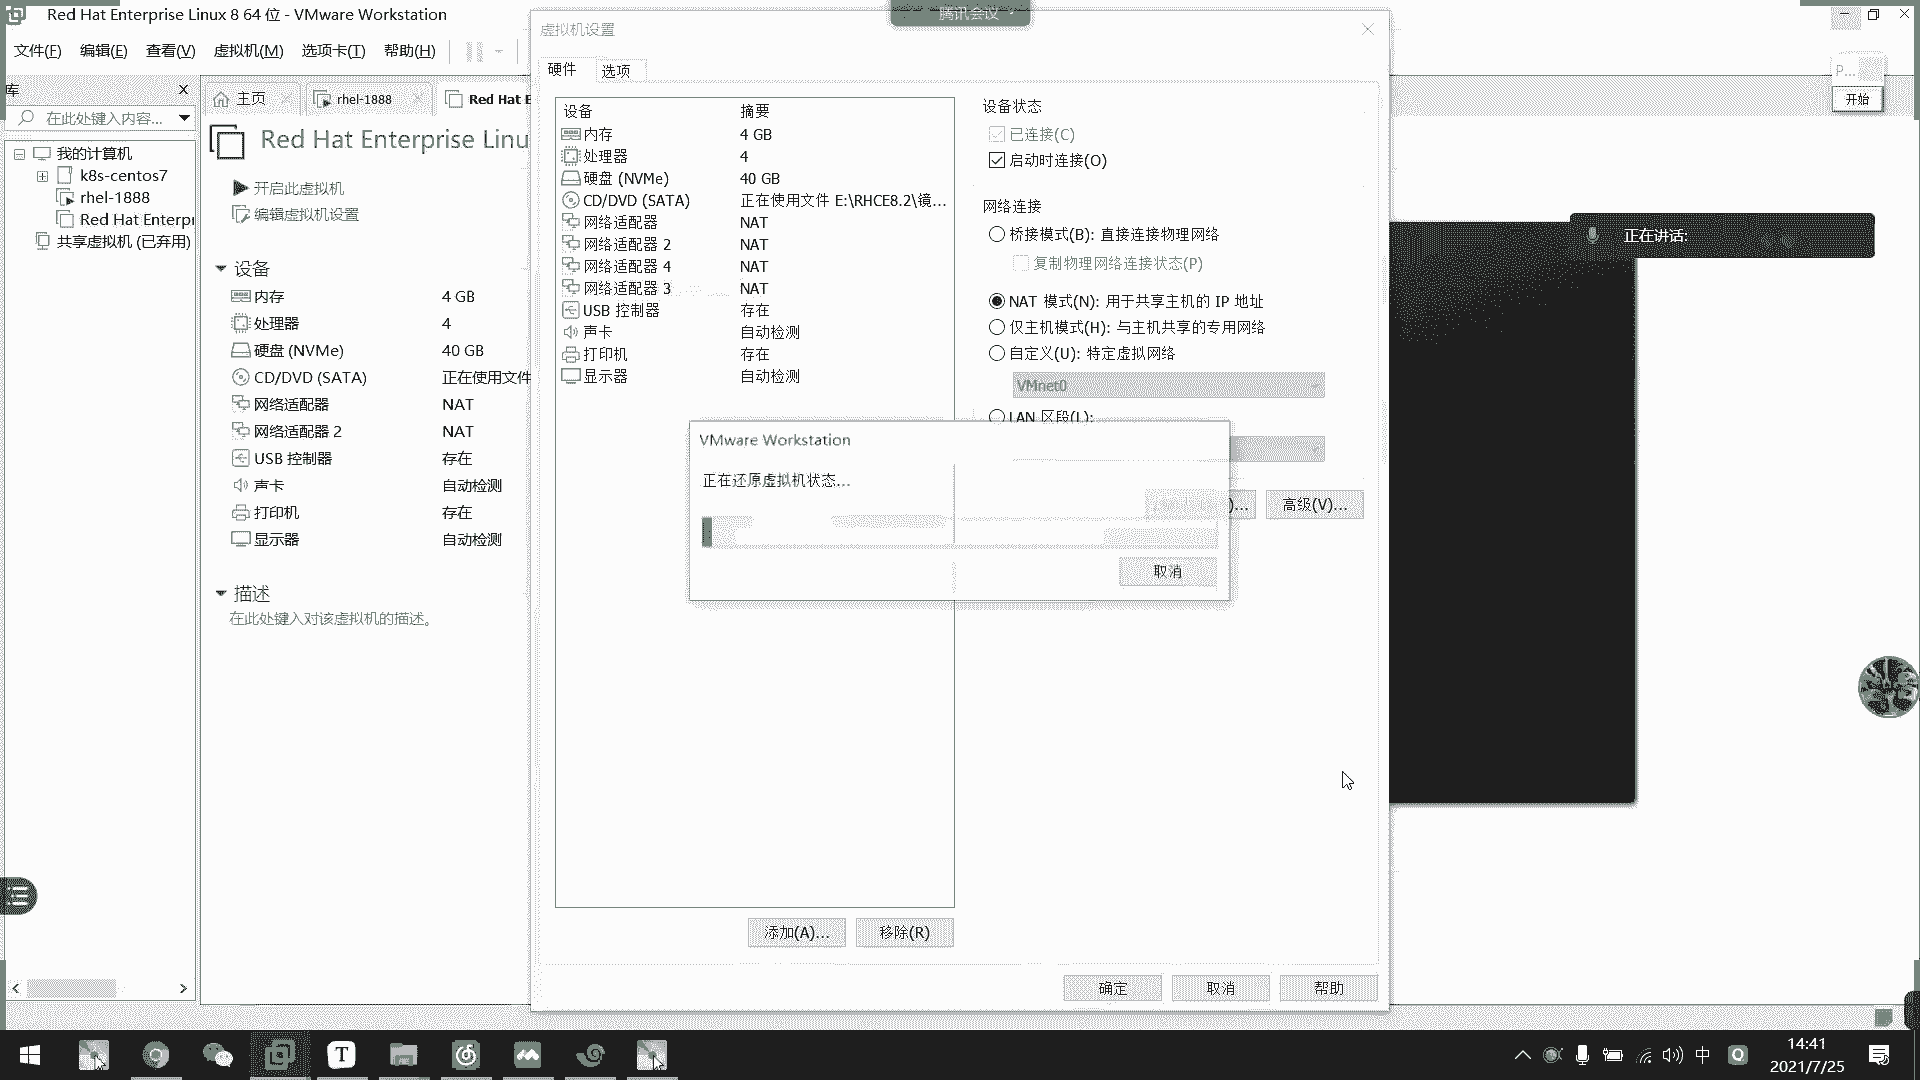 Red Hat Enterprise Linux 8 64 位 - VMware Workstation
腾讯会议
文件(F) 编辑(E) 查看(V) 虚拟机(M) 选项卡(T) 帮助(H)
库
在此处键入内容...
我的计算机
k8s-centos7
rhel-1888
Red Hat Enterpr
共享虚拟机 (已弃用)
主页 rhel-1888 Red Hat E
Red Hat Enterprise Linu
开启此虚拟机
编辑虚拟机设置
设备
内存 4 GB
处理器 4
硬盘 (NVMe) 40 GB
CD/DVD (SATA) 正在使用文件
网络适配器 NAT
网络适配器 2 NAT
USB 控制器 存在
声卡 自动检测
打印机 存在
显示器 自动检测
描述
在此处键入对该虚拟机的描述。
虚拟机设置
硬件 选项
设备 摘要
内存 4 GB
处理器 4
硬盘 (NVMe) 40 GB
CD/DVD (SATA) 正在使用文件 E:\RHCE8.2\镜...
网络适配器 NAT
网络适配器 2 NAT
网络适配器 4 NAT
网络适配器 3 NAT
USB 控制器 存在
声卡 自动检测
打印机 存在
显示器 自动检测
添加(A)... 移除(R)
设备状态
已连接(C)
启动时连接(O)
网络连接
桥接模式(B): 直接连接物理网络
复制物理网络连接状态(P)
NAT 模式(N): 用于共享主机的 IP 地址
仅主机模式(H): 与主机共享的专用网络
自定义(U): 特定虚拟网络
VMnet0
LAN 区段(L):
)... 高级(V)...
VMware Workstation
正在还原虚拟机状态...
取消
确定 取消 帮助
P...
开始
正在讲话:
中
14:41
2021/7/25